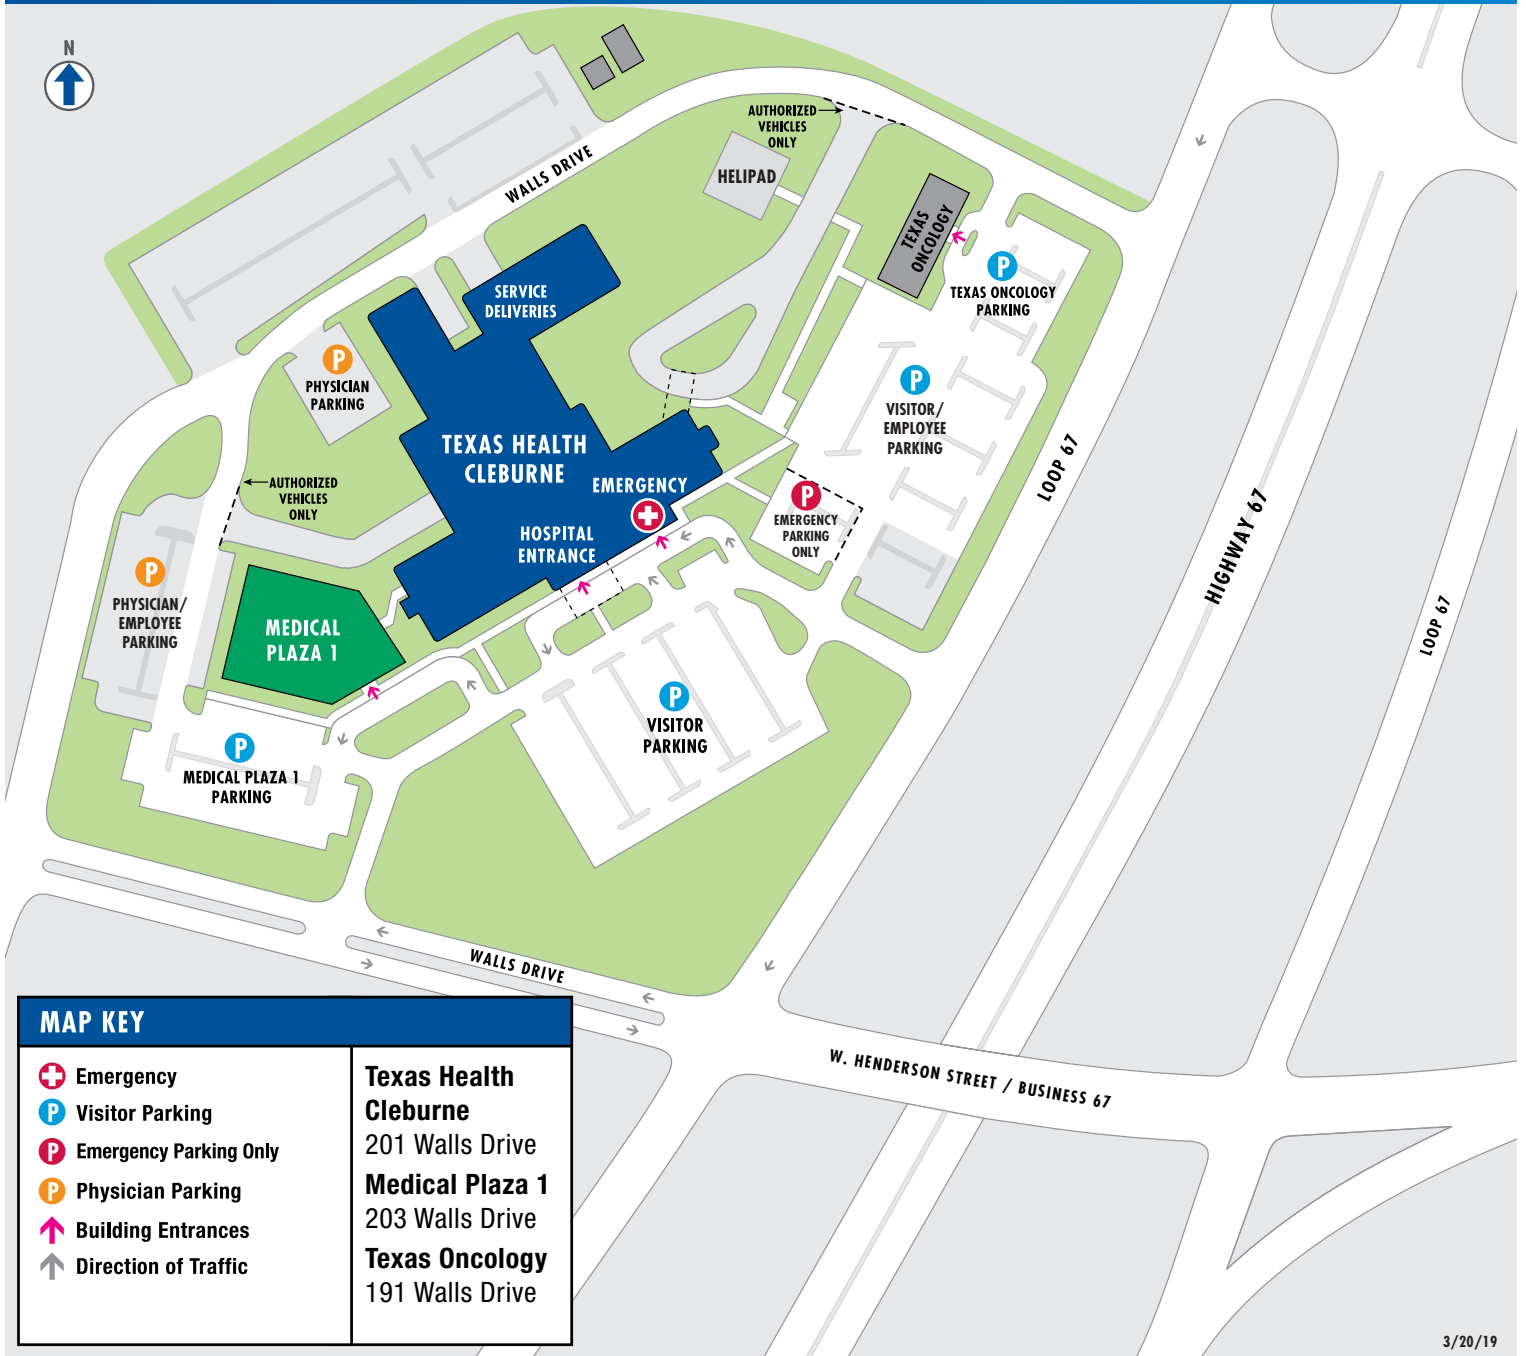 N
AUTHORIZED
VEHICLES
ONLY
WALLS DRIVE
HELIPAD
TEXAS
ONCOLOGY
P
TEXAS ONCOLOGY
PARKING
SERVICE
DELIVERIES
P
PHYSICIAN
PARKING
P
VISITOR/
EMPLOYEE
PARKING
TEXAS HEALTH
CLEBURNE
EMERGENCY
HOSPITAL
ENTRANCE
P
EMERGENCY
PARKING
ONLY
LOOP 67
HIGHWAY 67
LOOP 67
AUTHORIZED
VEHICLES
ONLY
P
PHYSICIAN/
EMPLOYEE
PARKING
MEDICAL
PLAZA 1
P
VISITOR
PARKING
P
MEDICAL PLAZA 1
PARKING
WALLS DRIVE
W. HENDERSON STREET / BUSINESS 67
MAP KEY
Emergency
P Visitor Parking
P Emergency Parking Only
P Physician Parking
Building Entrances
Direction of Traffic
Texas Health
Cleburne
201 Walls Drive
Medical Plaza 1
203 Walls Drive
Texas Oncology
191 Walls Drive
3/20/19